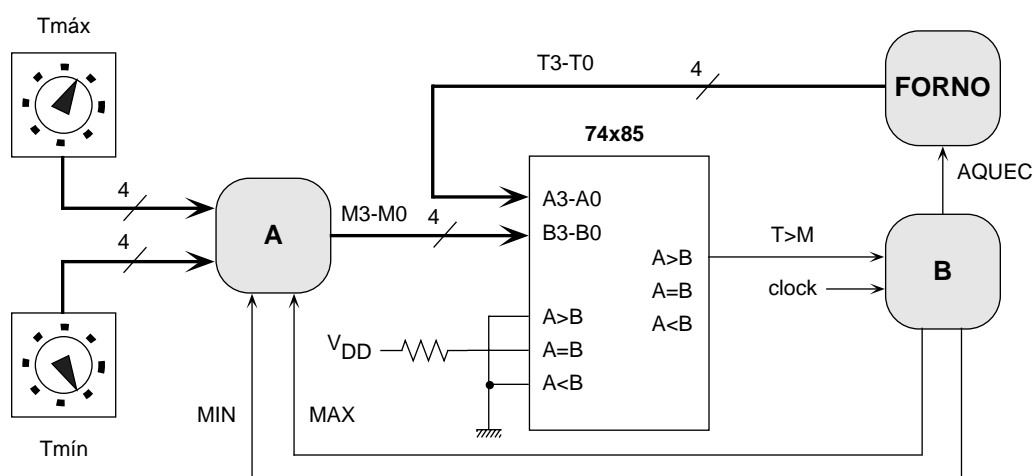 Tmáx
T3-T0
4
FORNO
74x85
AQUEC
4
A3-A0
M3-M0
4
A
B3-B0
4
T>M
A>B
B
clock
A=B
A<B
A>B
VDD
A=B
A<B
MIN
MAX
Tmín